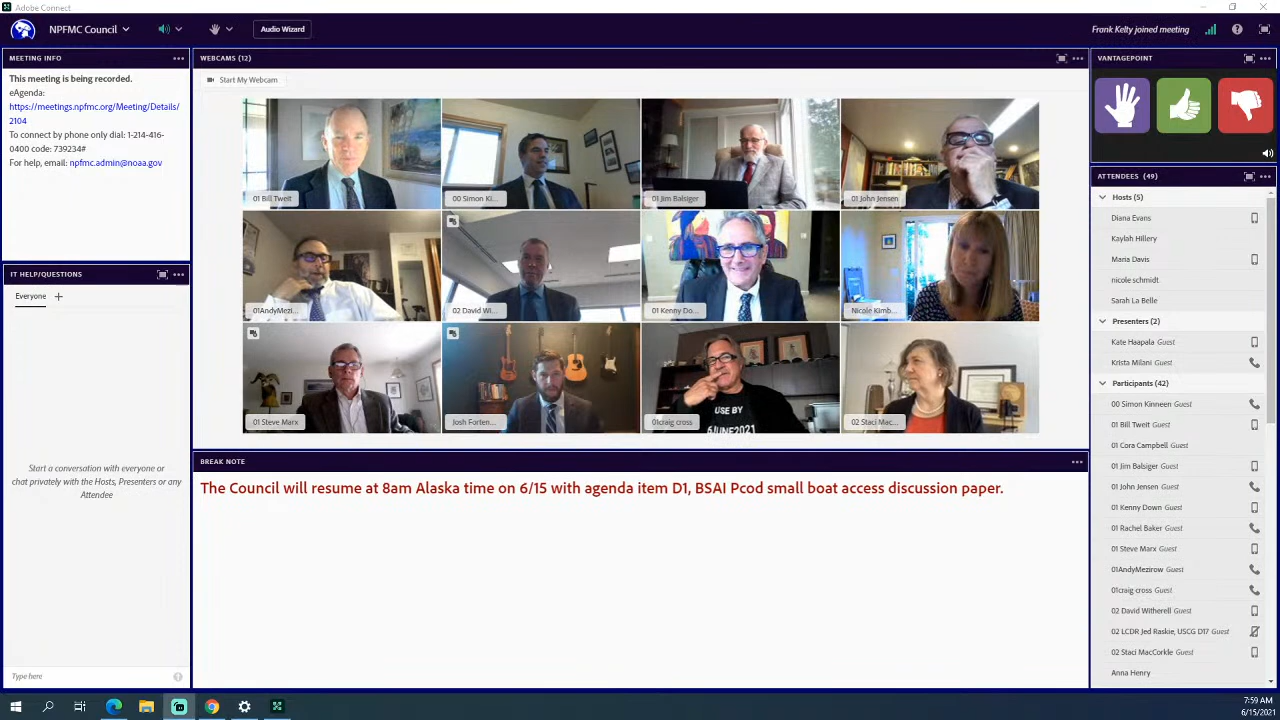 Adobe Connect
NPFMC Council
Audio Wizard
Frank Kelty joined meeting
MEETING INFO
This meeting is being recorded.
eAgenda:
https://meetings.npfmc.org/Meeting/Details/
2104
To connect by phone only dial: 1-214-416-
0400 code: 739234#
For help, email: npfmc.admin@noaa.gov
IT HELP/QUESTIONS
Everyone
Start a conversation with everyone or
chat privately with the Hosts, Presenters or any
Attendee
Type here
WEBCAMS (12)
Start My Webcam
01 Bill Tweit
00 Simon Ki...
01 Jim Balsiger
01 John Jensen
01AndyMezi...
02 David Wi...
01 Kenny Do...
Nicole Kimb...
01 Steve Marx
Josh Forten...
01craig cross
USE BY
6JUNE2021
02 Staci Mac...
BREAK NOTE
The Council will resume at 8am Alaska time on 6/15 with agenda item D1, BSAI Pcod small boat access discussion paper.
VANTAGEPOINT
ATTENDEES (49)
Hosts (5)
Diana Evans
Kaylah Hillery
Maria Davis
nicole schmidt
Sarah La Belle
Presenters (2)
Kate Haapala Guest
Krista Milani Guest
Participants (42)
00 Simon Kinneen Guest
01 Bill Tweit Guest
01 Cora Campbell Guest
01 Jim Balsiger Guest
01 John Jensen Guest
01 Kenny Down Guest
01 Rachel Baker Guest
01 Steve Marx Guest
01AndyMezirow Guest
01craig cross Guest
02 David Witherell Guest
02 LCDR Jed Raskie, USCG D17 Guest
02 Staci MacCorkle Guest
Anna Henry
7:59 AM
6/15/2021